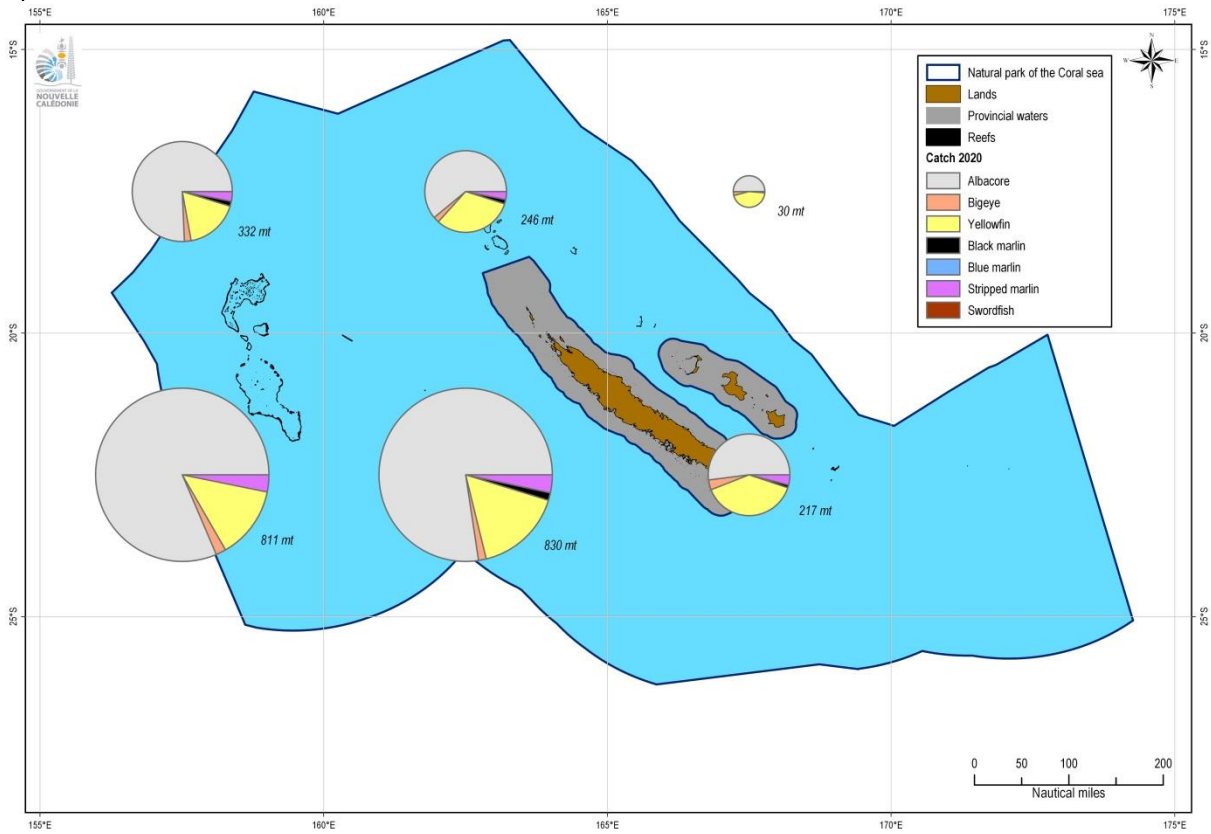 155°E
160°E
165°E
170°E
175°E
15°S
15°S
GOUVERNEMENT DE LA
NOUVELLE
CALÉDONIE
N
W
E
S
Natural park of the Coral sea
Lands
Provincial waters
Reefs
Catch 2020
Albacore
Bigeye
Yellowfin
Black marlin
Blue marlin
Stripped marlin
Swordfish
332 mt
246 mt
30 mt
20°S
20°S
811 mt
830 mt
217 mt
25°S
25°S
0 50 100 200
Nautical miles
155°E
160°E
165°E
170°E
175°E